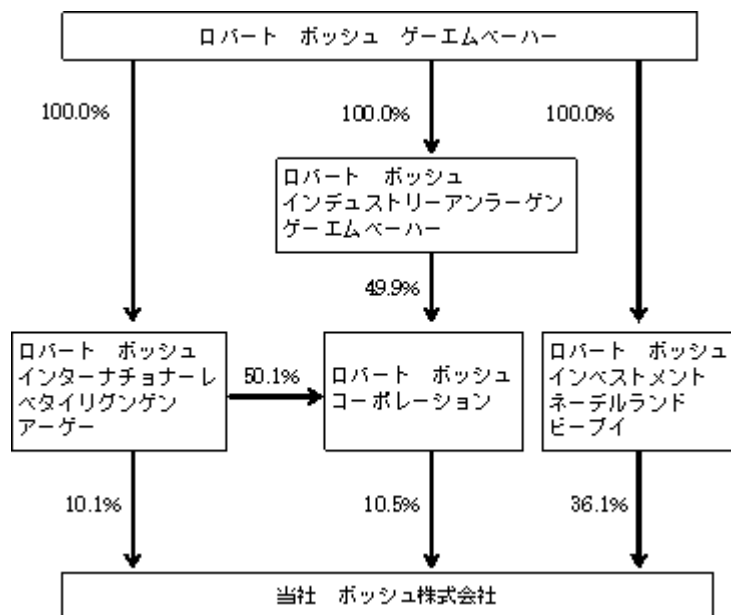 ロバート　ボッシュ　ゲーエムベーハー
100.0%
100.0%
100.0%
ロバート　ボッシュ
インデュストリーアンラーゲン
ゲーエムベーハー
49.9%
ロバート　ボッシュ
インターナチョナーレ
ベタイリグンゲン
アーゲー
50.1%
ロバート　ボッシュ
コーポレーション
ロバート　ボッシュ
インベストメント
ネーデルランド
ビーブイ
10.1%
10.5%
36.1%
当社　ボッシュ株式会社